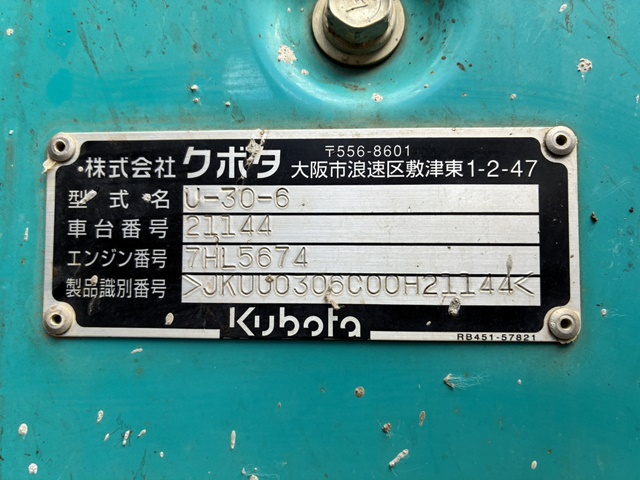 株式会社 クボタ 〒556-8601 大阪市浪速区敷津東1-2-47
型式名 U-30-6
車台番号 21144
エンジン番号 7HL5674
製品識別番号 >JKUU0306C00H21144<
Kubota
RB451-57821